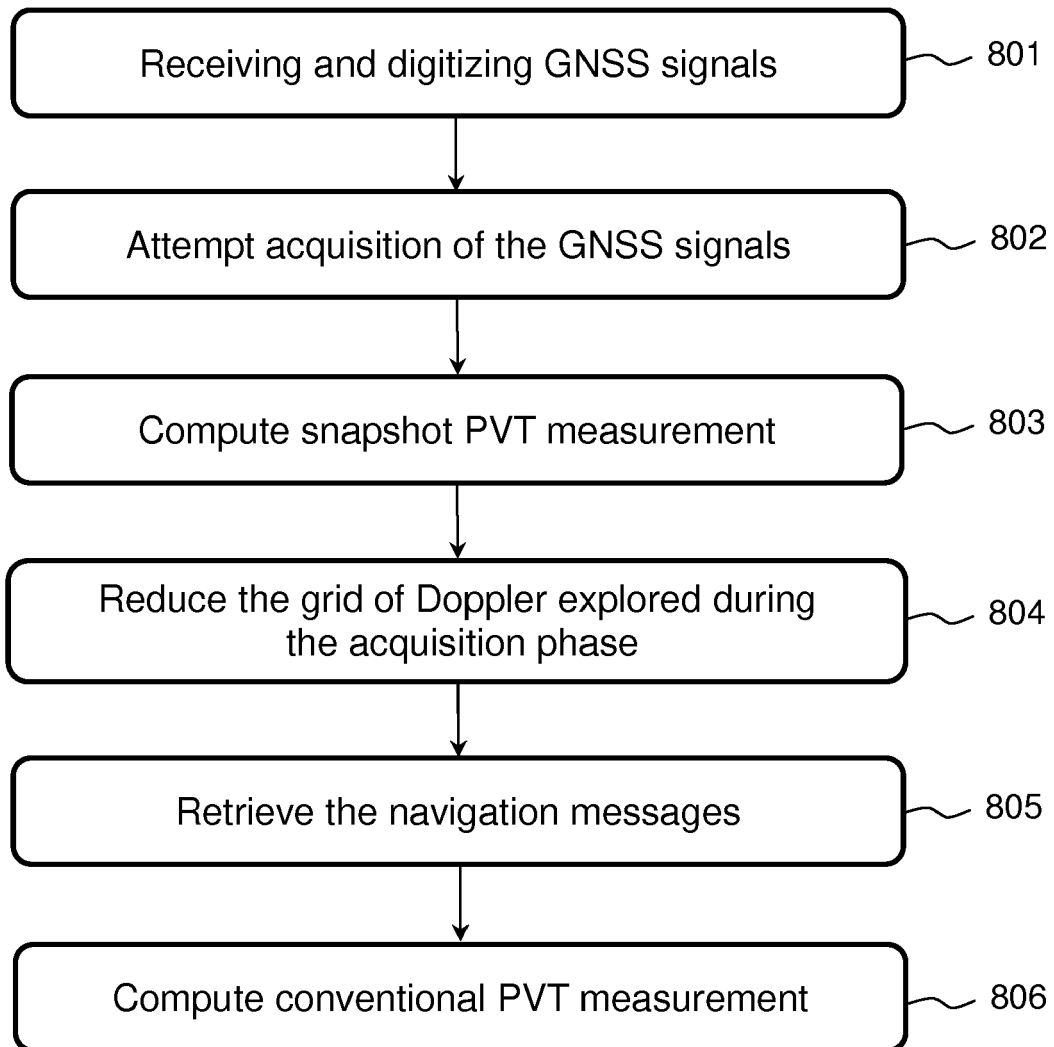 Receiving and digitizing GNSS signals
801
Attempt acquisition of the GNSS signals
802
Compute snapshot PVT measurement
803
Reduce the grid of Doppler explored during
the acquisition phase
804
Retrieve the navigation messages
805
Compute conventional PVT measurement
806